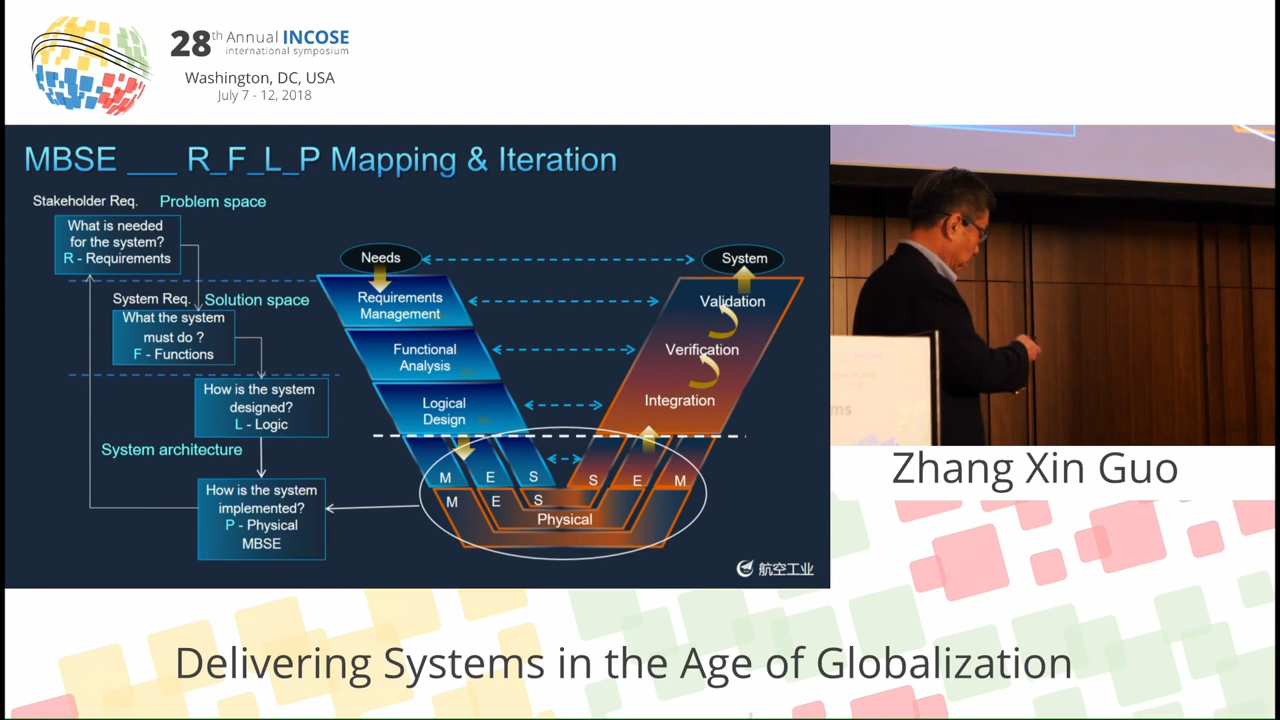 28th Annual INCOSE
international symposium
Washington, DC, USA
July 7 - 12, 2018
MBSE ___ R_F_L_P Mapping & Iteration
Stakeholder Req.
Problem space
What is needed
for the system?
R - Requirements
System Req.
Solution space
What the system
must do ?
F - Functions
How is the system
designed?
L - Logic
System architecture
How is the system
implemented?
P - Physical
MBSE
Needs
System
Requirements
Management
Validation
Functional
Analysis
Verification
Logical
Design
Integration
M E S S E M
M E S
Physical
航空工业
Zhang Xin Guo
Delivering Systems in the Age of Globalization